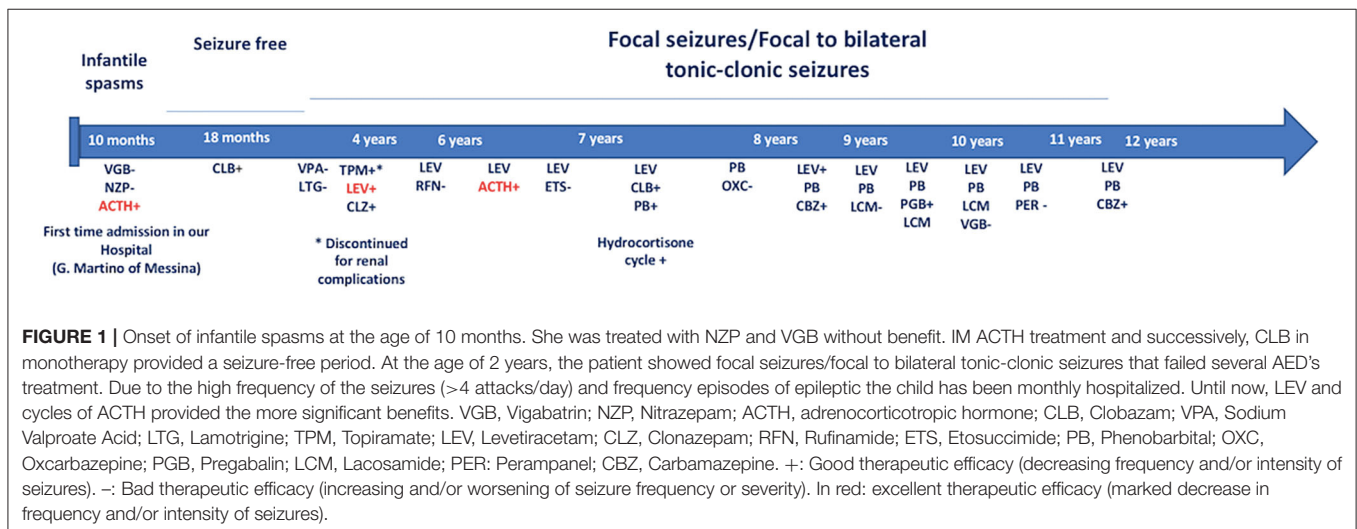 Infantile
spasms
Seizure free
Focal seizures/Focal to bilateral
tonic-clonic seizures
10 months
18 months
4 years
6 years
7 years
8 years
9 years
10 years
11 years
12 years
VGB-
NZP-
ACTH+
CLB+
VPA-
LTG-
TPM+*
LEV+
CLZ+
LEV
RFN-
LEV
ACTH+
LEV
ETS-
LEV
CLB+
PB+
PB
OXC-
LEV+
PB
CBZ+
LEV
PB
LCM-
LEV
PB
PGB+
LCM
LEV
PB
LCM
VGB-
LEV
PB
PER -
LEV
PB
CBZ+
First time admission in our
Hospital
(G. Martino of Messina)
* Discontinued
for renal
complications
Hydrocortisone
cycle +
FIGURE 1 | Onset of infantile spasms at the age of 10 months. She was treated with NZP and VGB without benefit. IM ACTH treatment and successively, CLB in
monotherapy provided a seizure-free period. At the age of 2 years, the patient showed focal seizures/focal to bilateral tonic-clonic seizures that failed several AED's
treatment. Due to the high frequency of the seizures (>4 attacks/day) and frequency episodes of epileptic the child has been monthly hospitalized. Until now, LEV and
cycles of ACTH provided the more significant benefits. VGB, Vigabatrin; NZP, Nitrazepam; ACTH, adrenocorticotropic hormone; CLB, Clobazam; VPA, Sodium
Valproate Acid; LTG, Lamotrigine; TPM, Topiramate; LEV, Levetiracetam; CLZ, Clonazepam; RFN, Rufinamide; ETS, Etosuccimide; PB, Phenobarbital; OXC,
Oxcarbazepine; PGB, Pregabalin; LCM, Lacosamide; PER: Perampanel; CBZ, Carbamazepine. +: Good therapeutic efficacy (decreasing frequency and/or intensity of
seizures). –: Bad therapeutic efficacy (increasing and/or worsening of seizure frequency or severity). In red: excellent therapeutic efficacy (marked decrease in
frequency and/or intensity of seizures).